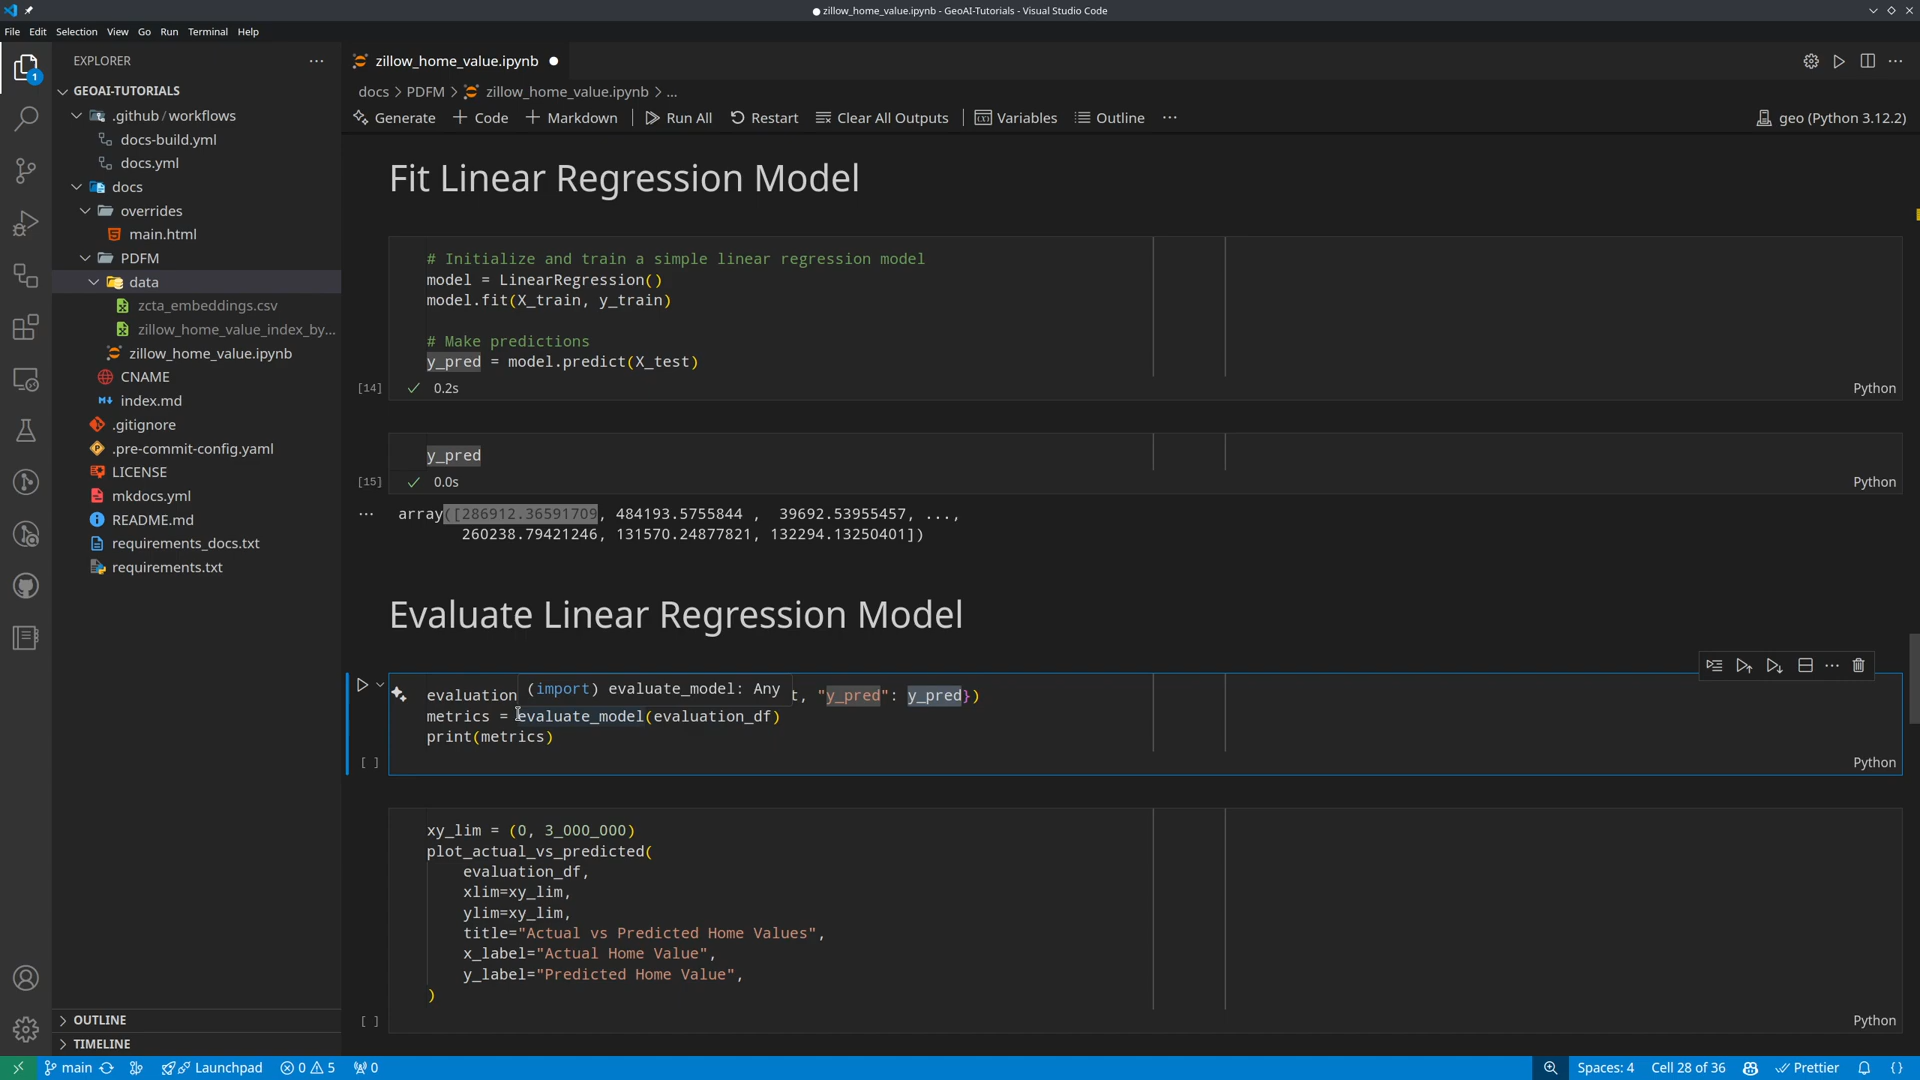 zillow_home_value.ipynb - GeoAI-Tutorials - Visual Studio Code
File Edit Selection View Go Run Terminal Help
EXPLORER
zillow_home_value.ipynb
GEOAI-TUTORIALS
docs > PDFM > zillow_home_value.ipynb > ...
Generate + Code + Markdown Run All Restart Clear All Outputs Variables Outline ... geo (Python 3.12.2)
1
.github / workflows
docs-build.yml
docs.yml
docs
overrides
main.html
PDFM
data
zcta_embeddings.csv
zillow_home_value_index_by...
zillow_home_value.ipynb
CNAME
index.md
.gitignore
.pre-commit-config.yaml
LICENSE
mkdocs.yml
README.md
requirements_docs.txt
requirements.txt
OUTLINE
TIMELINE
Fit Linear Regression Model
# Initialize and train a simple linear regression model
model = LinearRegression()
model.fit(X_train, y_train)
# Make predictions
y_pred = model.predict(X_test)
[14] 0.2s Python
y_pred
[15] 0.0s Python
array([286912.36591709, 484193.5755844 , 39692.53955457, ...,
260238.79421246, 131570.24877821, 132294.13250401])
Evaluate Linear Regression Model
evaluation (import) evaluate_model: Any t, "y_pred": y_pred})
metrics = evaluate_model(evaluation_df)
print(metrics)
[ ] Python
xy_lim = (0, 3_000_000)
plot_actual_vs_predicted(
evaluation_df,
xlim=xy_lim,
ylim=xy_lim,
title="Actual vs Predicted Home Values",
x_label="Actual Home Value",
y_label="Predicted Home Value",
)
[ ] Python
main Launchpad 0 5 0 Spaces: 4 Cell 28 of 36 Prettier